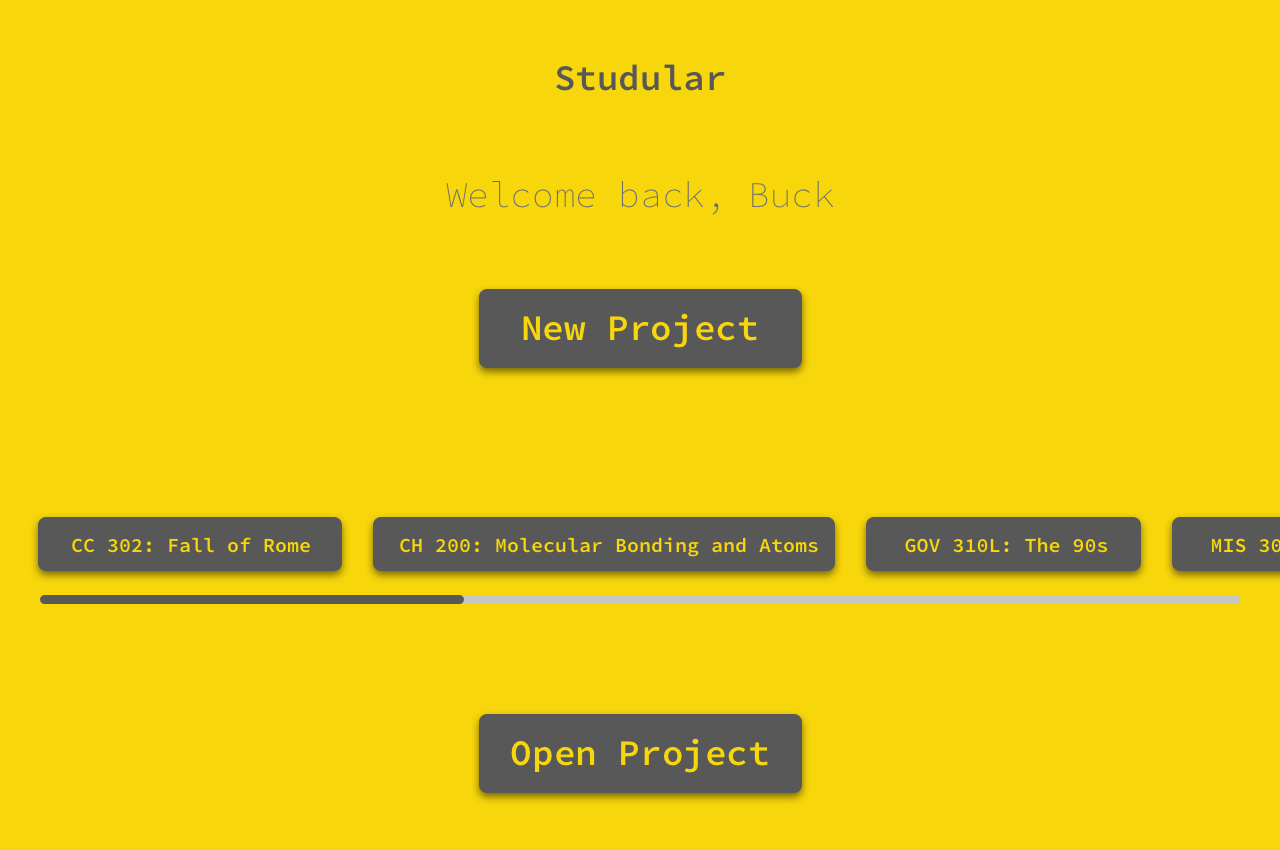 Studular
Welcome back, Buck
New Project
CC 302: Fall of Rome
CH 200: Molecular Bonding and Atoms
GOV 310L: The 90s
MIS 30
Open Project